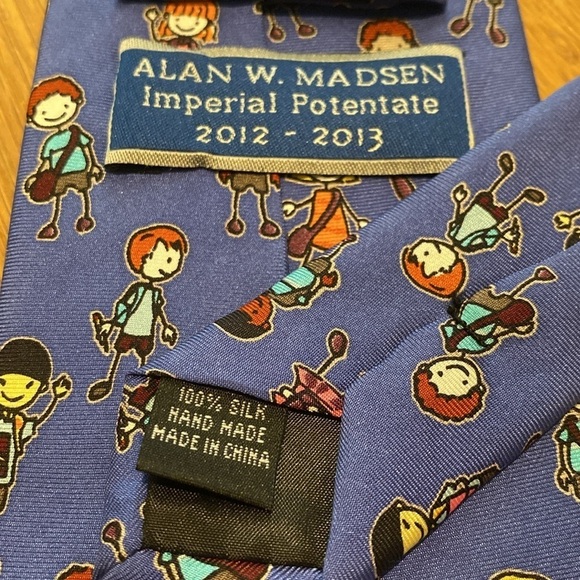 ALAN W. MADSEN
Imperial Potentate
2012 - 2013
100% SILK
HAND MADE
MADE IN CHINA